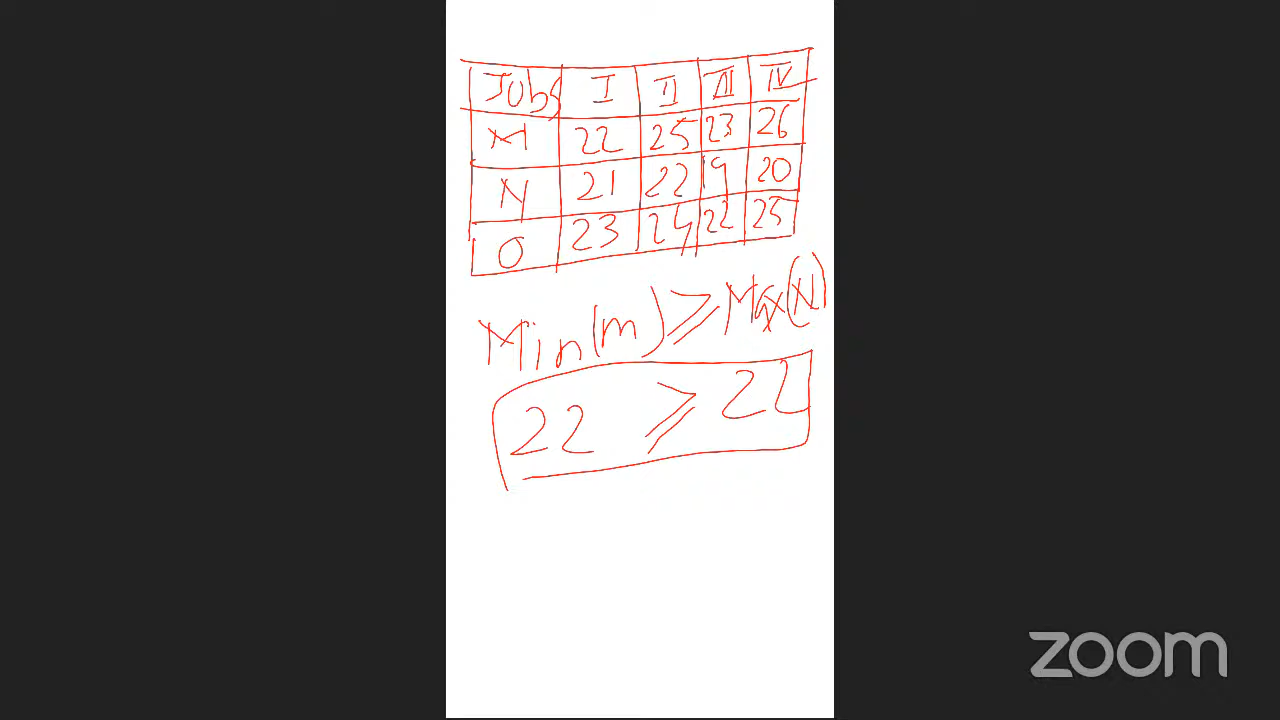 Jobs I II III IV
M 22 25 23 26
N 21 22 19 20
O 23 24 22 25
Min(m) ⩾ Max(N)
22 ⩾ 22
zoom